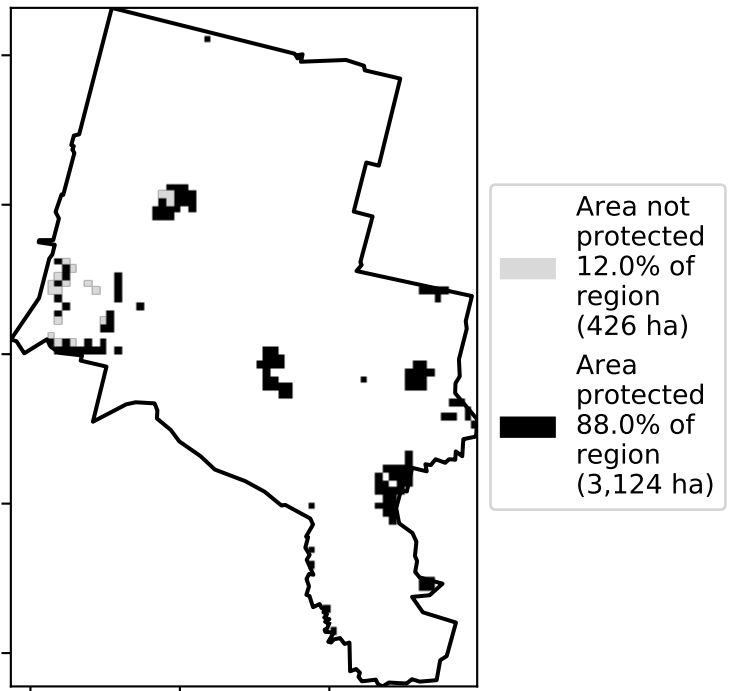 Area not
protected
12.0% of
region
(426 ha)
Area
protected
88.0% of
region
(3,124 ha)